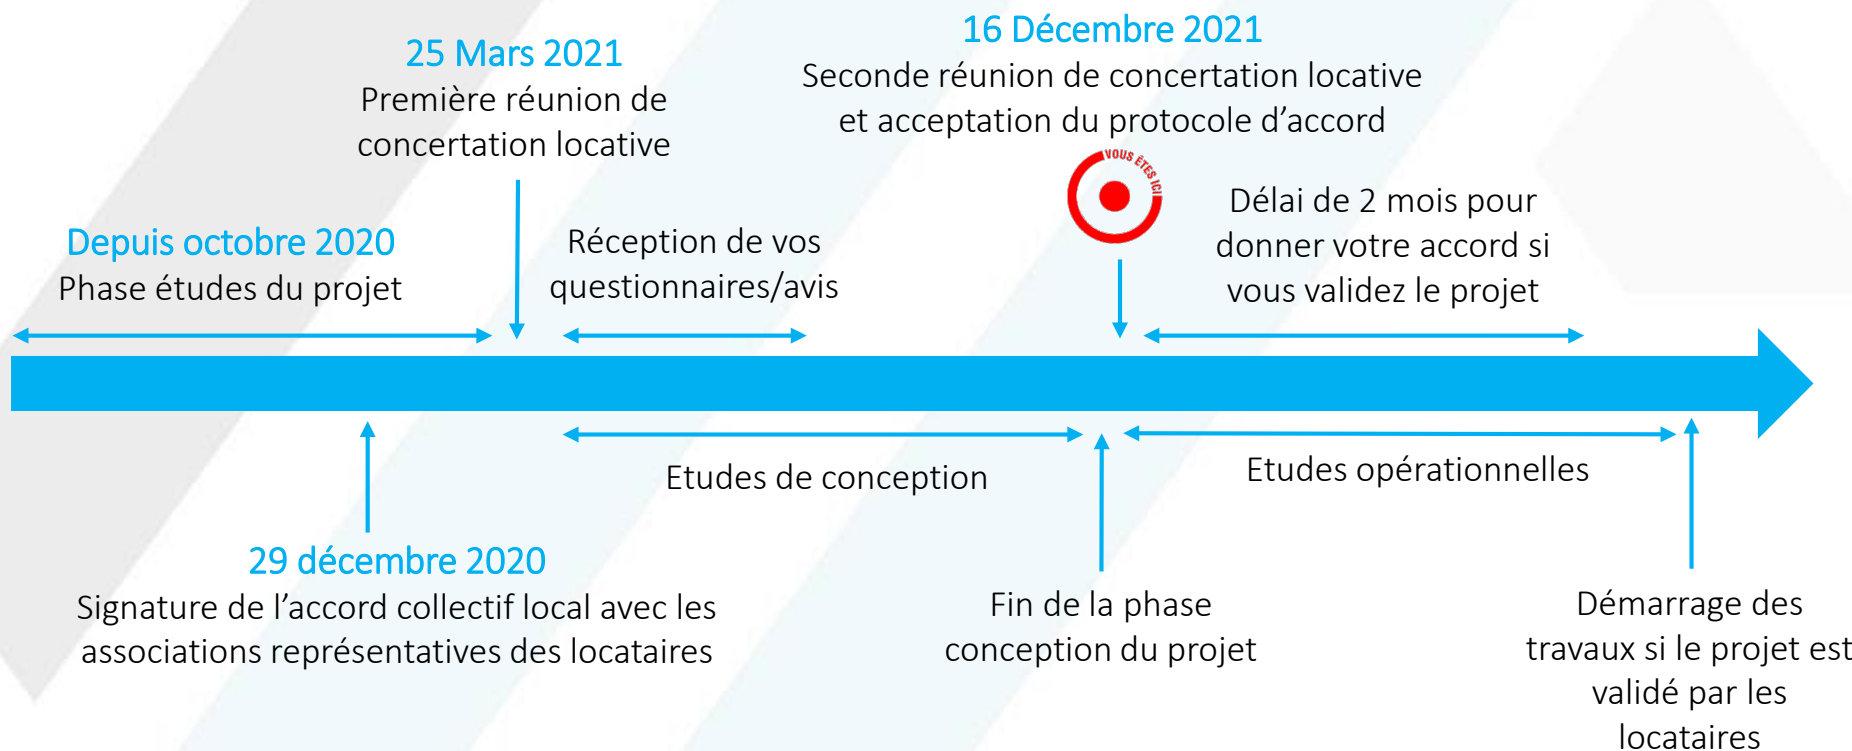 25 Mars 2021
Première réunion de
concertation locative
16 Décembre 2021
Seconde réunion de concertation locative
et acceptation du protocole d’accord
VOUS ÊTES ICI
Depuis octobre 2020
Phase études du projet
Réception de vos
questionnaires/avis
Délai de 2 mois pour
donner votre accord si
vous validez le projet
Etudes de conception
Etudes opérationnelles
29 décembre 2020
Signature de l’accord collectif local avec les
associations représentatives des locataires
Fin de la phase
conception du projet
Démarrage des
travaux si le projet est
validé par les
locataires